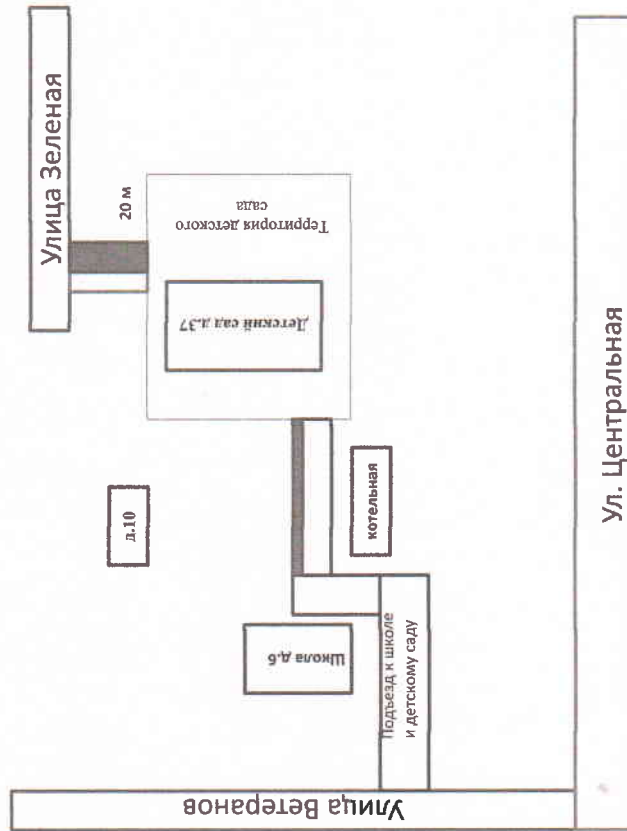 Улица Зеленая
20 м
Территория детского
сада
Детский сад д.37
д.10
котельная
Школа д.6
Подъезд к школе
и детскому саду
Улица Ветеранов
Ул. Центральная